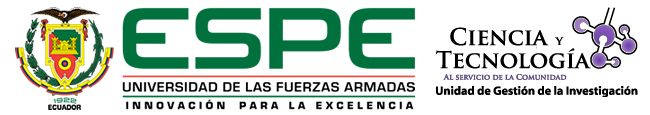 1922
ECUADOR
ESPE
UNIVERSIDAD DE LAS FUERZAS ARMADAS
INNOVACIÓN PARA LA EXCELENCIA
CIENCIA Y
TECNOLOGÍA
AL SERVICIO DE LA COMUNIDAD
Unidad de Gestión de la Investigación